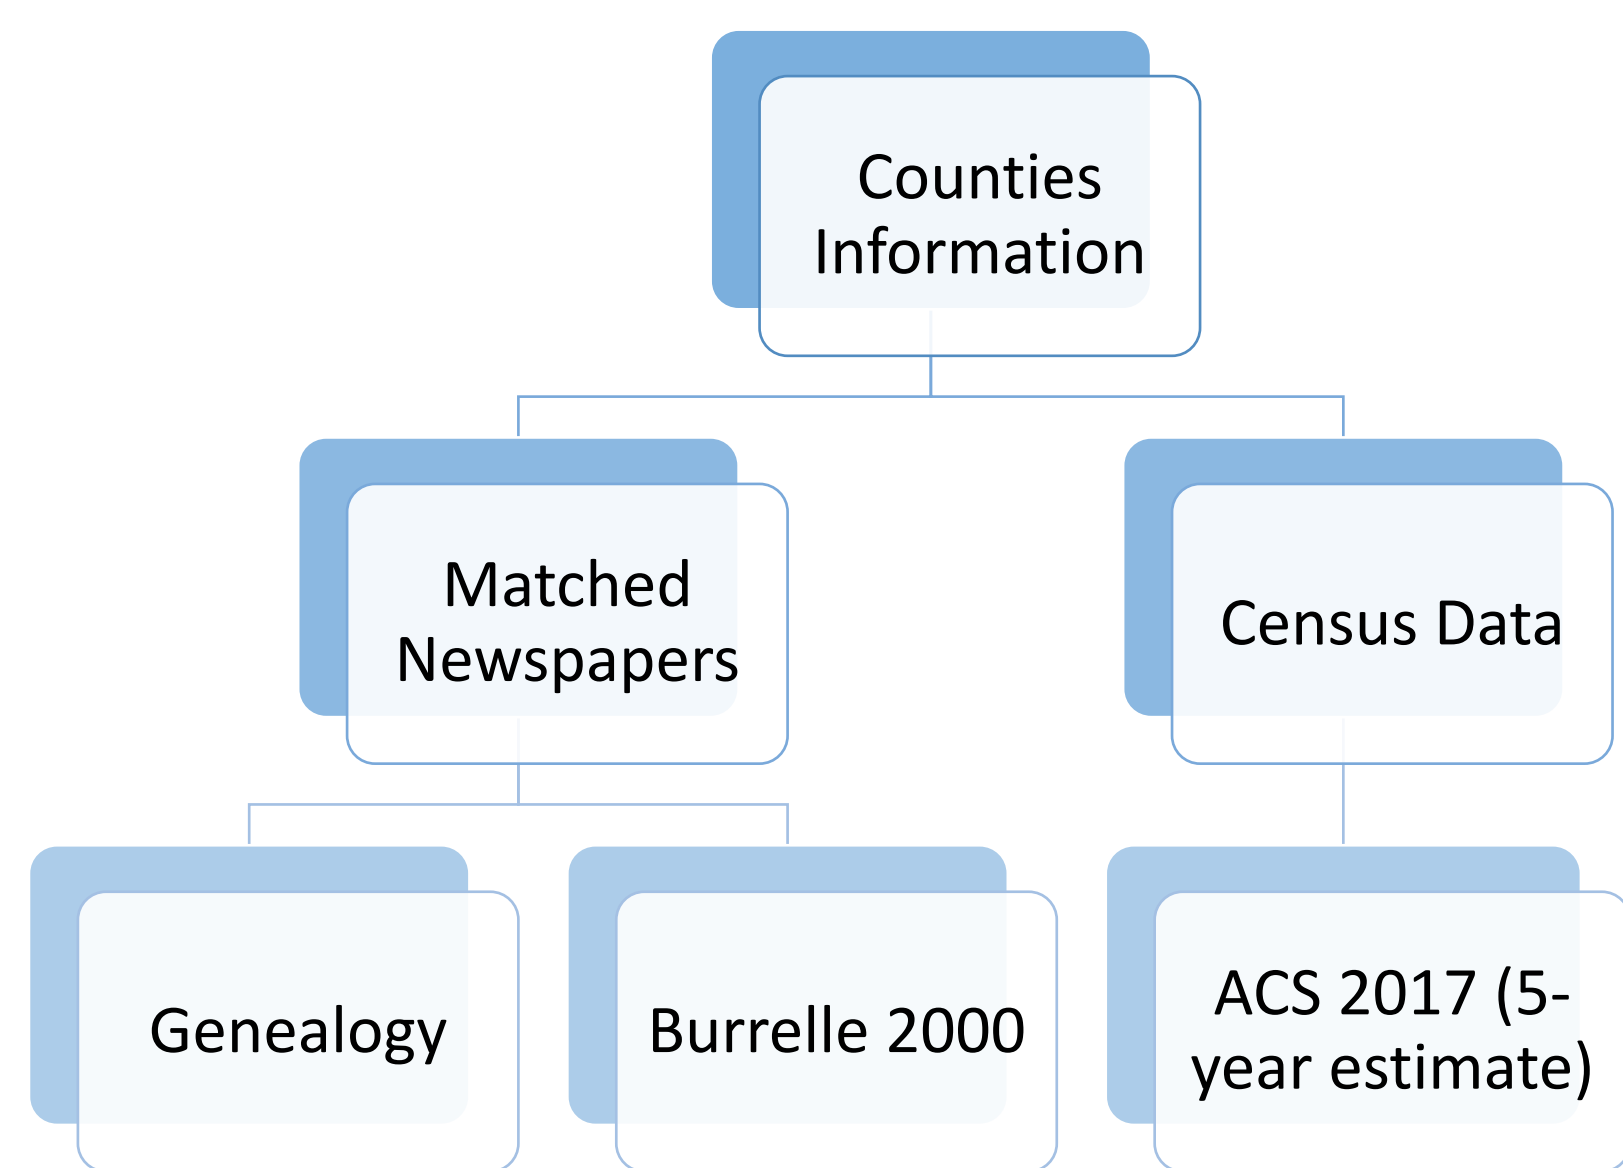 Counties
Information
Matched
Newspapers
Census Data
Genealogy
Burrelle 2000
ACS 2017 (5-
year estimate)